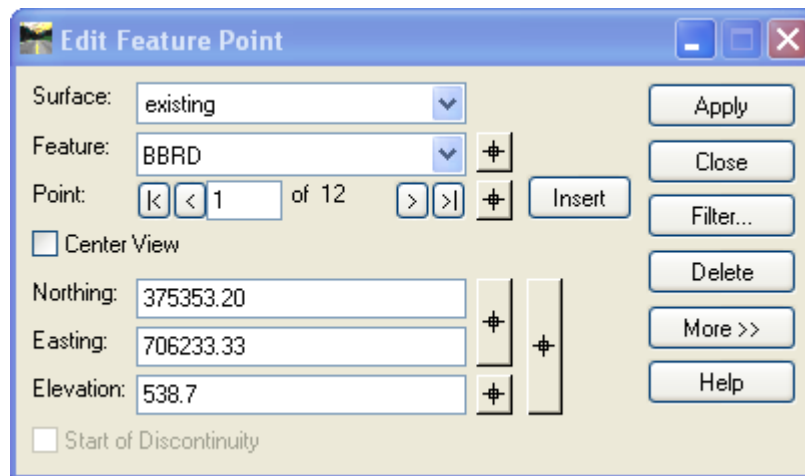 Edit Feature Point
Surface: existing
Apply
Feature: BBRD
Close
Point: |< < 1 of 12 > >| Insert
Filter...
Center View
Delete
Northing: 375353.20
Easting: 706233.33
More >>
Elevation: 538.7
Help
Start of Discontinuity